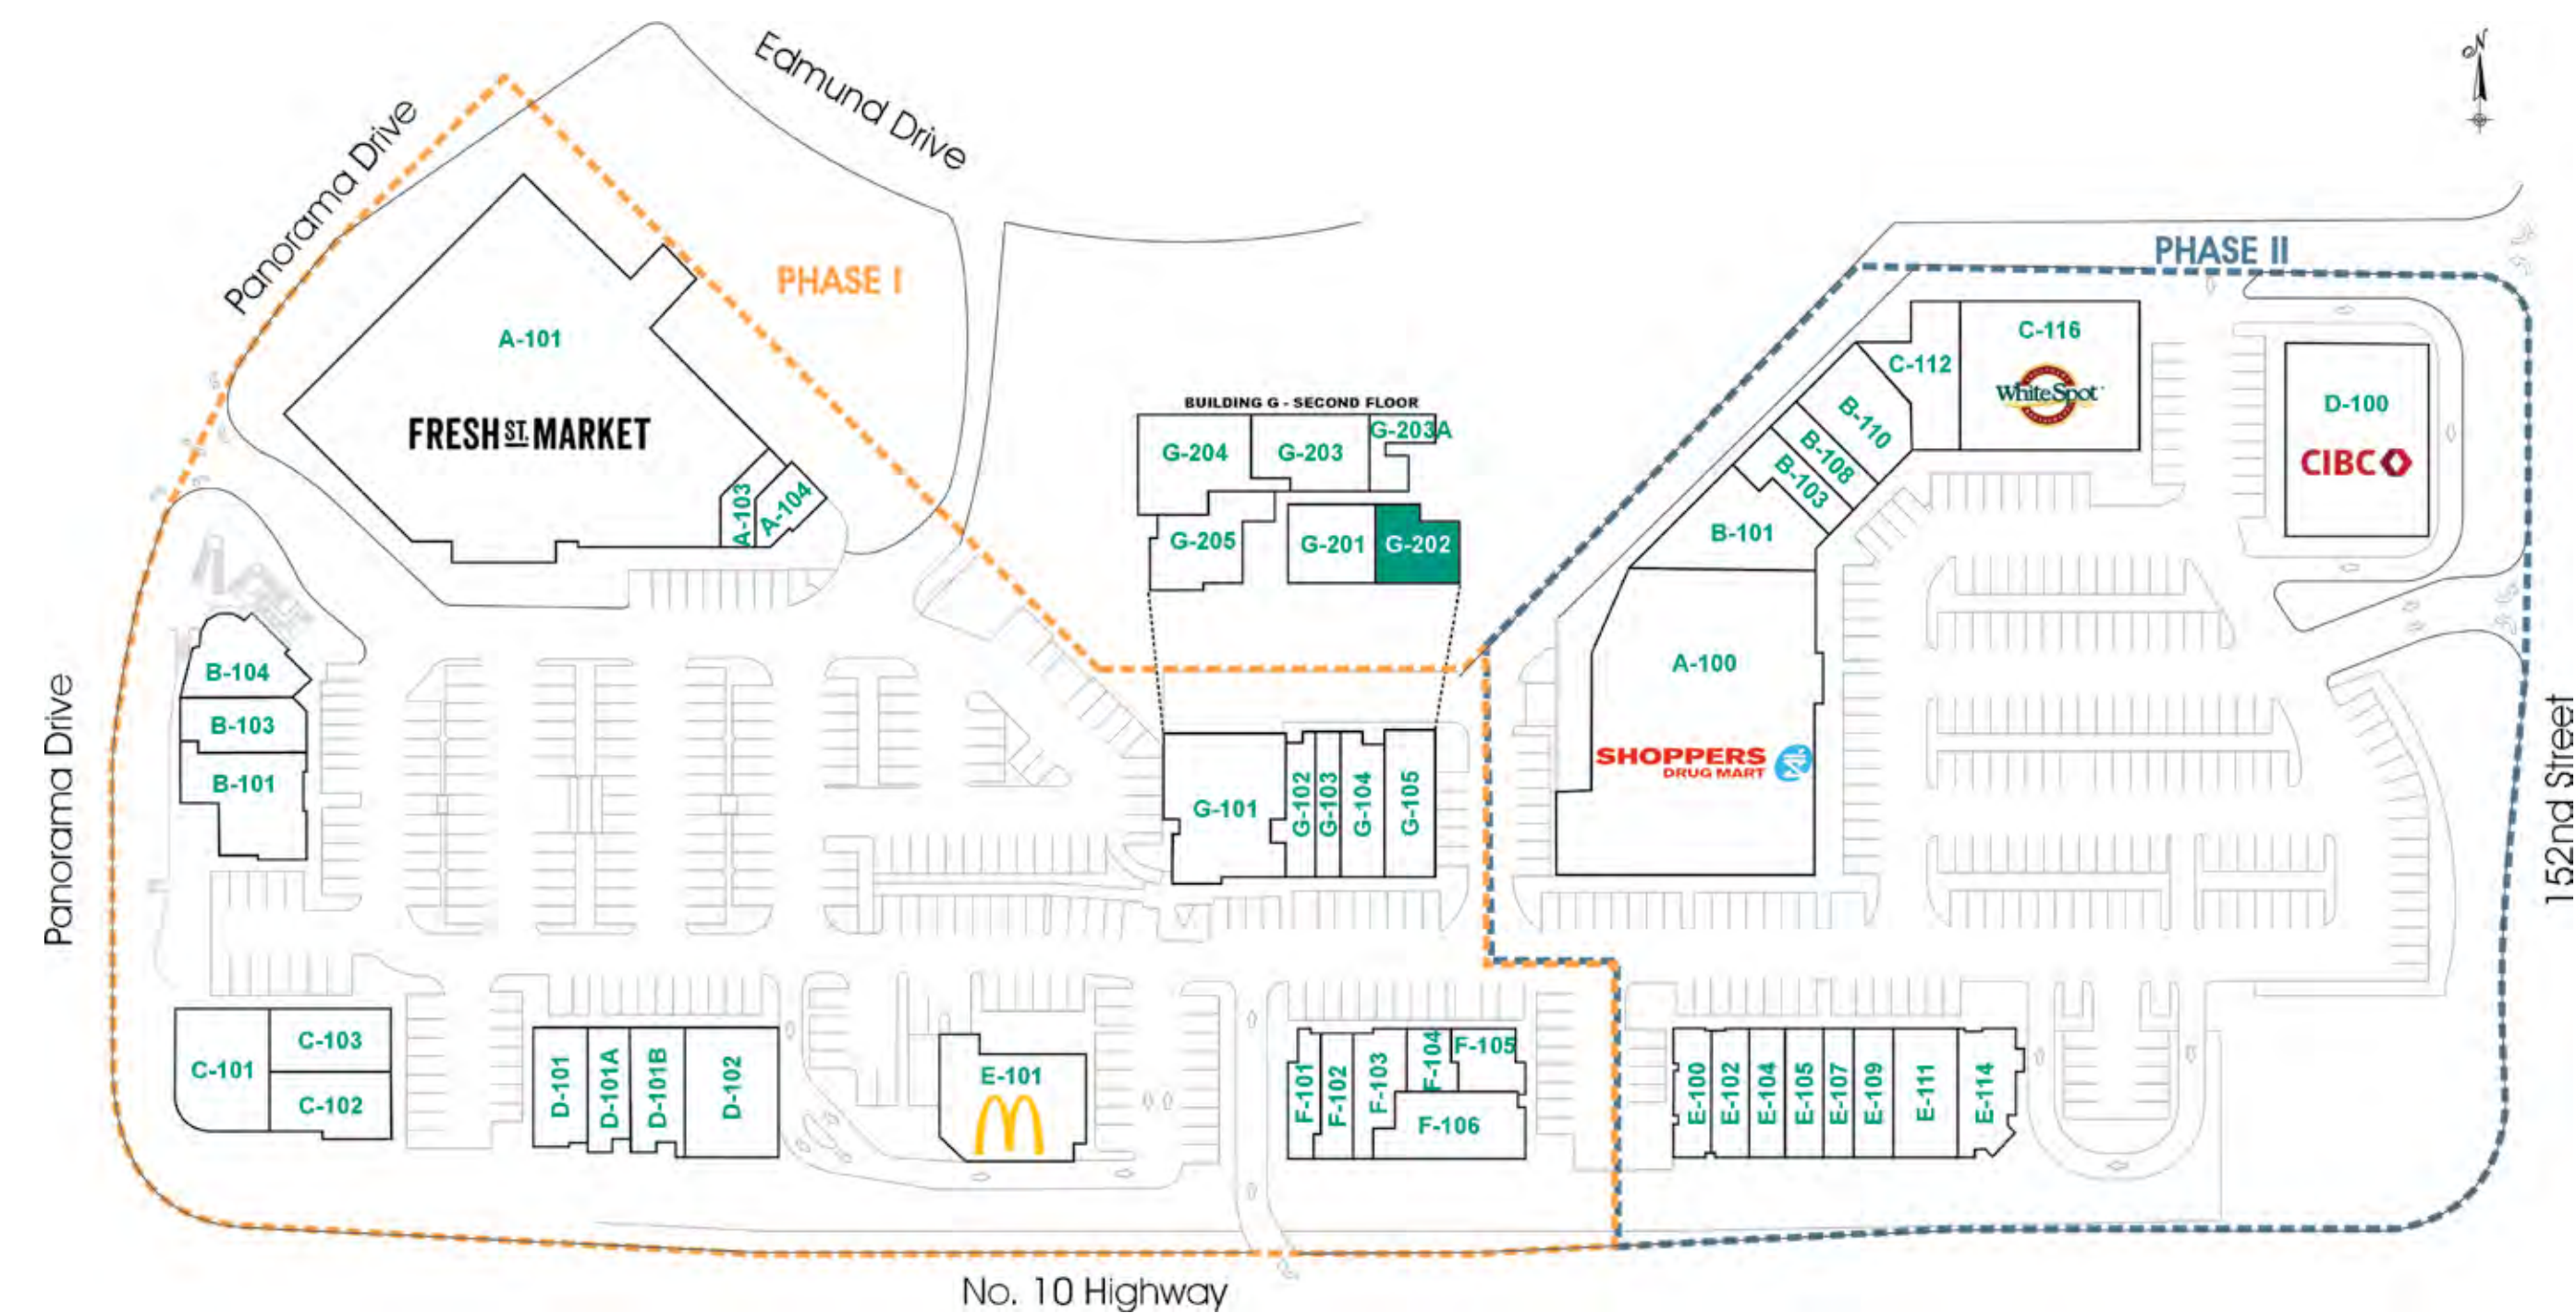 N
Edmund Drive
Panorama Drive
PHASE I
PHASE II
A-101
FRESH ST. MARKET
A-103
A-104
BUILDING G - SECOND FLOOR
G-204
G-203
G-203A
G-205
G-201
G-202
C-116
White Spot
C-112
B-110
B-108
B-103
B-101
D-100
CIBC
A-100
SHOPPERS
DRUG MART
B-104
B-103
B-101
Panorama Drive
G-101
G-102
G-103
G-104
G-105
152nd Street
C-101
C-103
C-102
D-101
D-101A
D-101B
D-102
E-101
F-101
F-102
F-103
F-104
F-105
F-106
E-100
E-102
E-104
E-105
E-107
E-109
E-111
E-114
No. 10 Highway